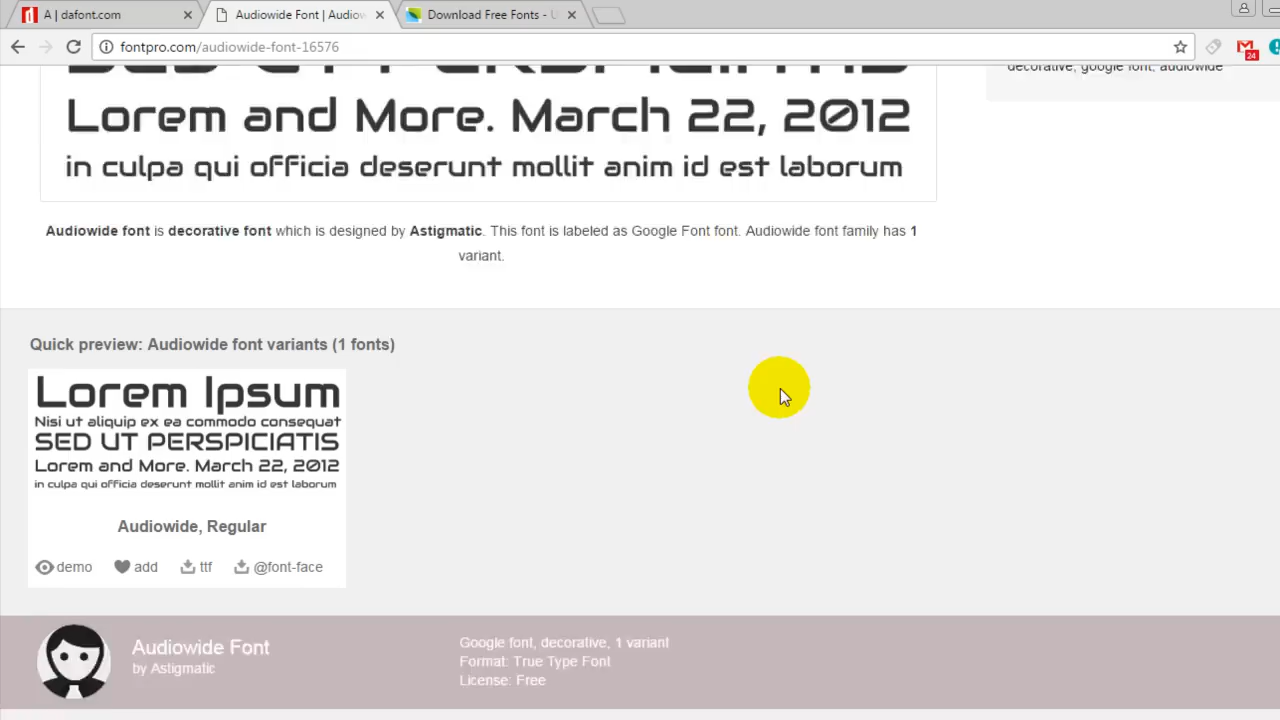 A | dafont.com
Audiowide Font | Audiow
Download Free Fonts - U
fontpro.com/audiowide-font-16576
24
SED UT PERSPICIATIS
decorative, google font, audiowide
Lorem and More. March 22, 2012
in culpa qui officia deserunt mollit anim id est laborum
Audiowide font is decorative font which is designed by Astigmatic. This font is labeled as Google Font font. Audiowide font family has 1
variant.
Quick preview: Audiowide font variants (1 fonts)
Lorem Ipsum
Nisi ut aliquip ex ea commodo consequat
SED UT PERSPICIATIS
Lorem and More. March 22, 2012
in culpa qui officia deserunt mollit anim id est laborum
Audiowide, Regular
demo add ttf @font-face
Audiowide Font
by Astigmatic
Google font, decorative, 1 variant
Format: True Type Font
License: Free